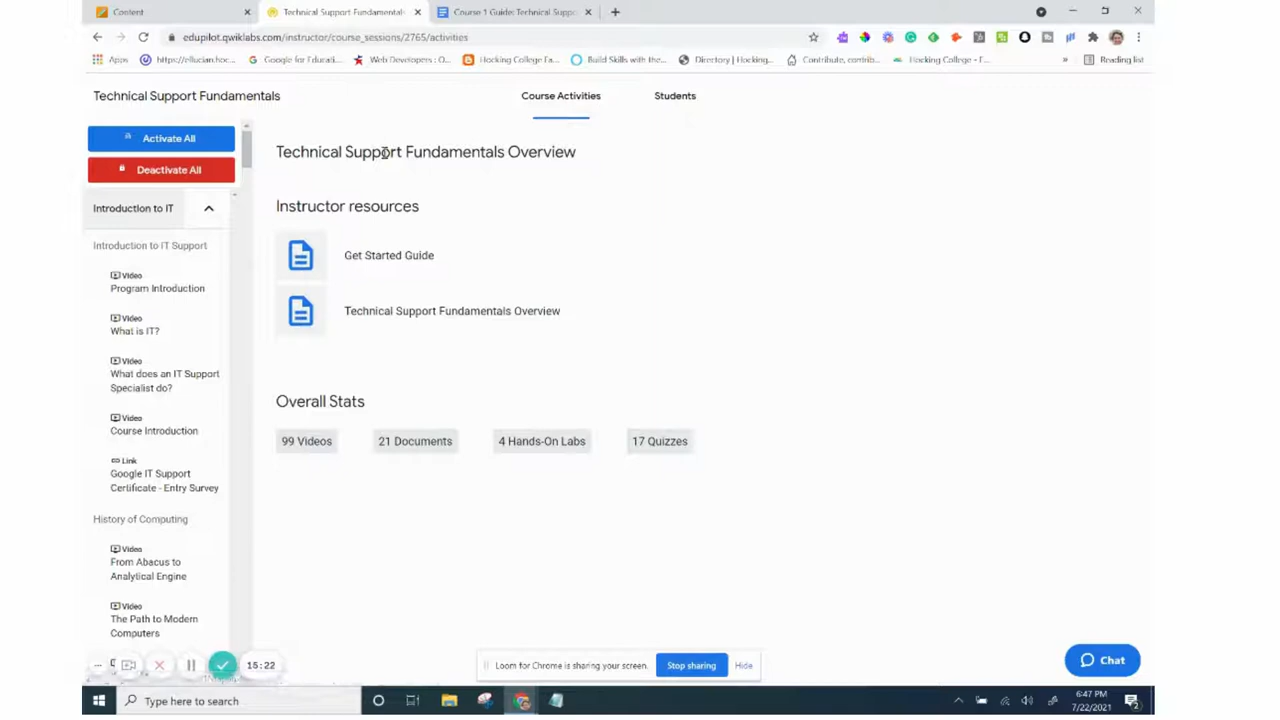 Content
Technical Support Fundamentals
Course 1 Guide: Technical Suppo
edupilot.qwiklabs.com/instructor/course_sessions/2765/activities
Apps
https://ellucian.hoc...
Google for Educati...
Web Developers : O...
Hocking College Fa...
Build Skills with the...
Directory | Hocking...
Contribute, contrib...
Hocking College - F...
»
Reading list
Technical Support Fundamentals
Course Activities
Students
Activate All
Deactivate All
Introduction to IT
Introduction to IT Support
Video
Program Introduction
Video
What is IT?
Video
What does an IT Support
Specialist do?
Video
Course Introduction
Link
Google IT Support
Certificate - Entry Survey
History of Computing
Video
From Abacus to
Analytical Engine
Video
The Path to Modern
Computers
Technical Support Fundamentals Overview
Instructor resources
Get Started Guide
Technical Support Fundamentals Overview
Overall Stats
99 Videos
21 Documents
4 Hands-On Labs
17 Quizzes
15:22
Loom for Chrome is sharing your screen.
Stop sharing
Hide
Chat
Type here to search
6:47 PM
7/22/2021
2